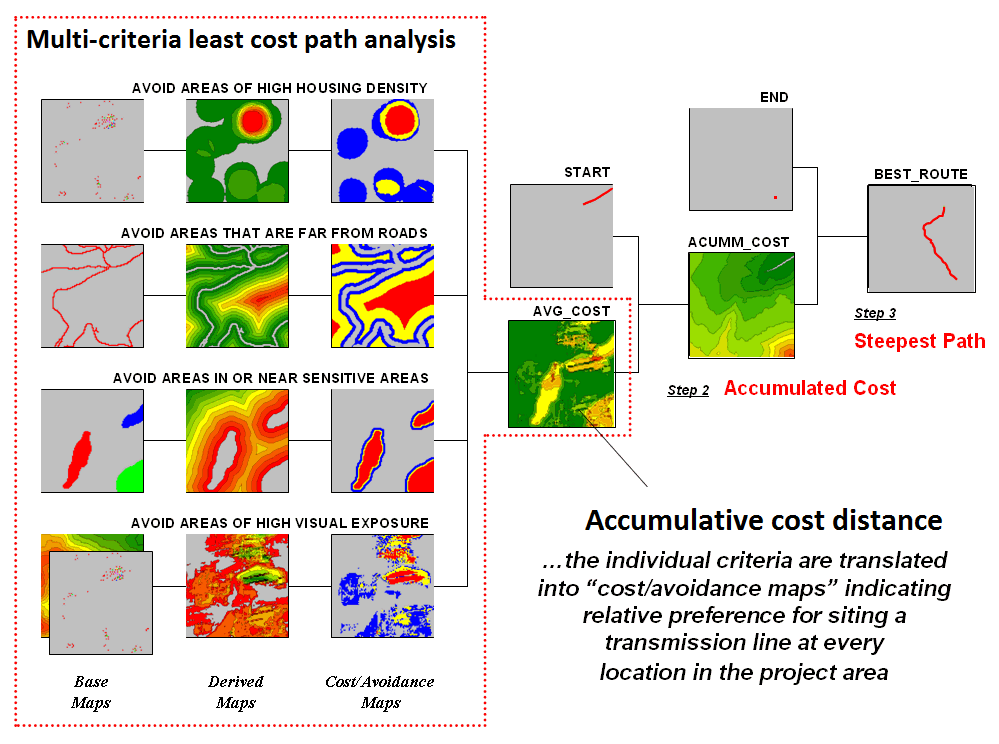 Multi-criteria least cost path analysis
AVOID AREAS OF HIGH HOUSING DENSITY
AVOID AREAS THAT ARE FAR FROM ROADS
AVOID AREAS IN OR NEAR SENSITIVE AREAS
AVOID AREAS OF HIGH VISUAL EXPOSURE
Base
Maps
Derived
Maps
Cost/Avoidance
Maps
AVG_COST
START
END
ACUMM_COST
BEST_ROUTE
Step 3
Steepest Path
Step 2 Accumulated Cost
Accumulative cost distance
...the individual criteria are translated
into “cost/avoidance maps” indicating
relative preference for siting a
transmission line at every
location in the project area